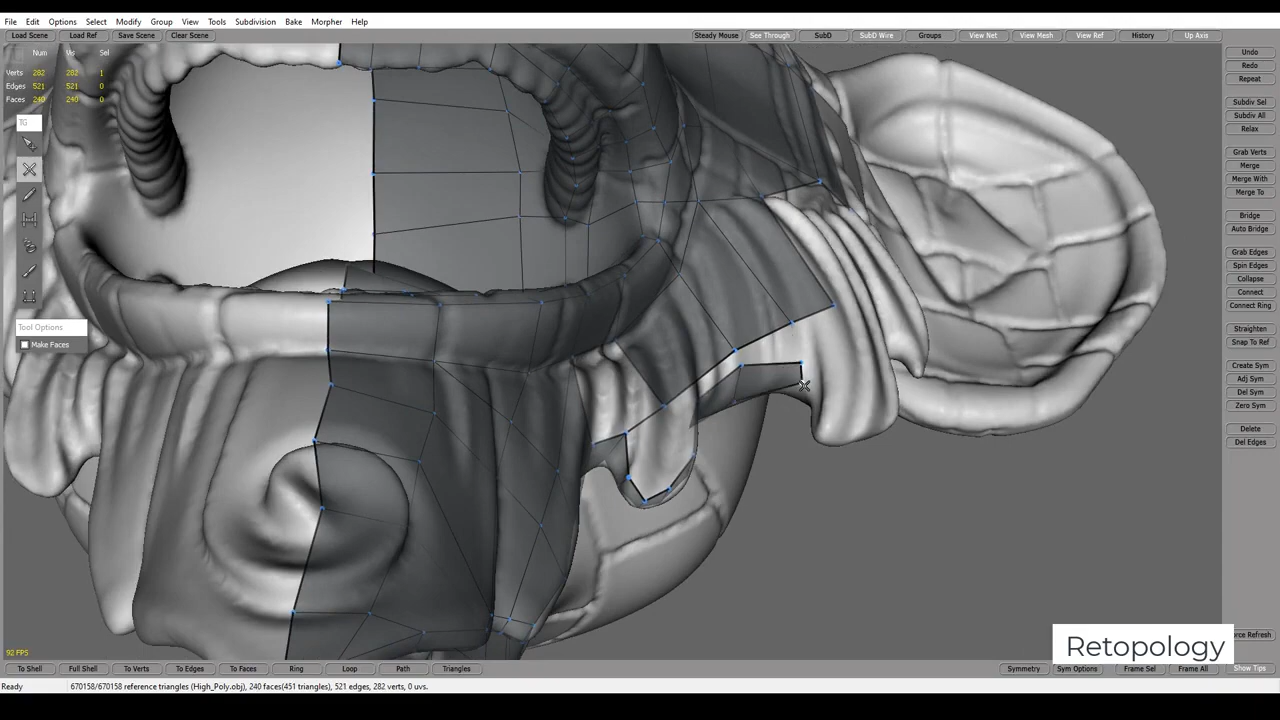 File Edit Options Select Modify Group View Tools Subdivision Bake Morpher Help
Load Scene Load Ref Save Scene Clear Scene Steady Mouse See Through SubD SubD Wire Groups View Net View Mesh View Ref History Up Axis
Num Vis Sel
Verts 282 282 1
Edges 521 521 0
Faces 240 240 0
TG
Tool Options
Make Faces
Undo
Redo
Repeat
Subdiv Sel
Subdiv All
Relax
Grab Verts
Merge
Merge With
Merge To
Bridge
Auto Bridge
Grab Edges
Spin Edges
Collapse
Connect
Connect Ring
Straighten
Snap To Ref
Create Sym
Adj Sym
Del Sym
Zero Sym
Delete
Del Edges
orce Refresh
Retopology
92 FPS
To Shell Full Shell To Verts To Edges To Faces Ring Loop Path Triangles Symmetry Sym Options Frame Sel Frame All Show Tips
Ready 670158/670158 reference triangles (High_Poly.obj), 240 faces(451 triangles), 521 edges, 282 verts, 0 uvs.